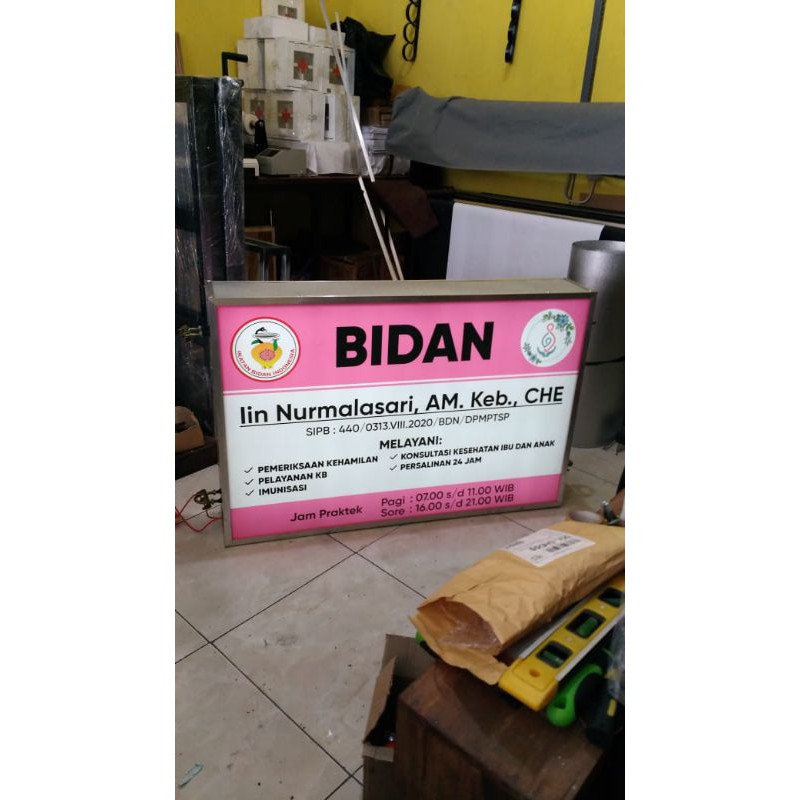 BIDAN
IKATAN BIDAN INDONESIA
Iin Nurmalasari, AM. Keb., CHE
SIPB : 440/0313.VIII.2020/BDN/DPMPTSP
MELAYANI:
✓ PEMERIKSAAN KEHAMILAN
✓ PELAYANAN KB
✓ IMUNISASI
✓ KONSULTASI KESEHATAN IBU DAN ANAK
✓ PERSALINAN 24 JAM
Jam Praktek
Pagi : 07.00 s/d 11.00 WIB
Sore : 16.00 s/d 21.00 WIB